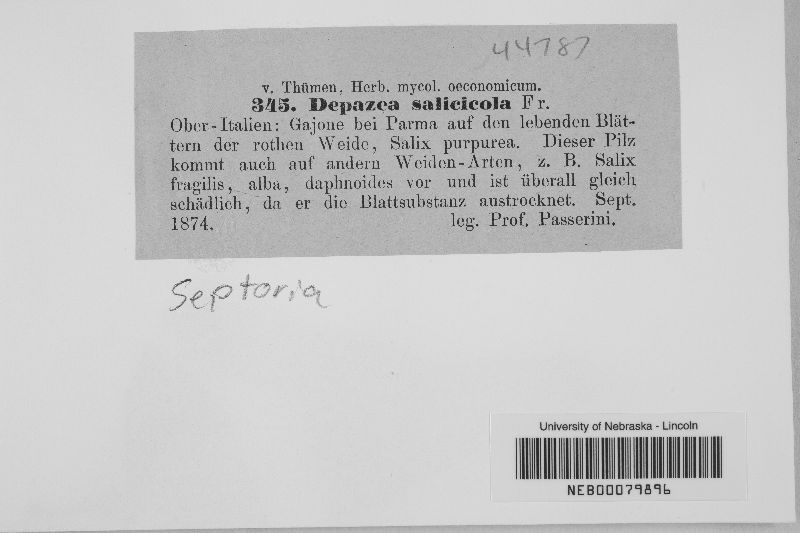 44787
v. Thümen, Herb. mycol. oeconomicum.
345. Depazea salicicola Fr.
Ober-Italien: Gajone bei Parma auf den lebenden Blät-
tern der rothen Weide, Salix purpurea. Dieser Pilz
kommt auch auf andern Weiden-Arten, z. B. Salix
fragilis, alba, daphnoides vor und ist überall gleich
schädlich, da er die Blattsubstanz austrocknet. Sept.
1874. leg. Prof. Passerini.
Septoria
University of Nebraska - Lincoln
NEB00079896